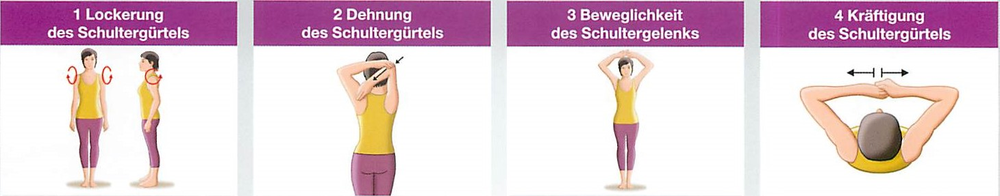 1 Lockerung
des Schultergürtels
2 Dehnung
des Schultergürtels
3 Beweglichkeit
des Schultergelenks
4 Kräftigung
des Schultergürtels